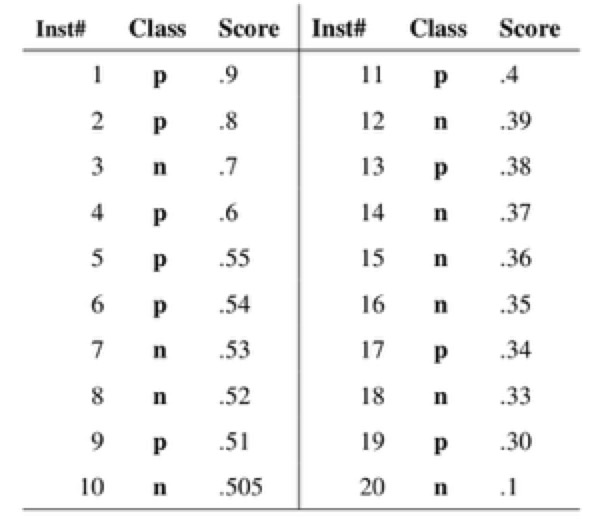 Inst# Class Score Inst# Class Score
1 p .9 11 p .4
2 p .8 12 n .39
3 n .7 13 p .38
4 p .6 14 n .37
5 p .55 15 n .36
6 p .54 16 n .35
7 n .53 17 p .34
8 n .52 18 n .33
9 p .51 19 p .30
10 n .505 20 n .1